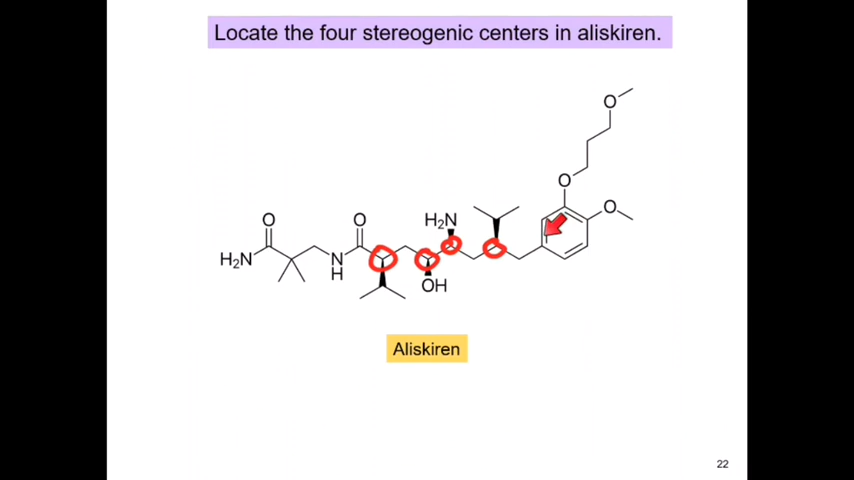 Locate the four stereogenic centers in aliskiren.
O
O
O
O
O
H2N
H2N
N
H
OH
Aliskiren
22